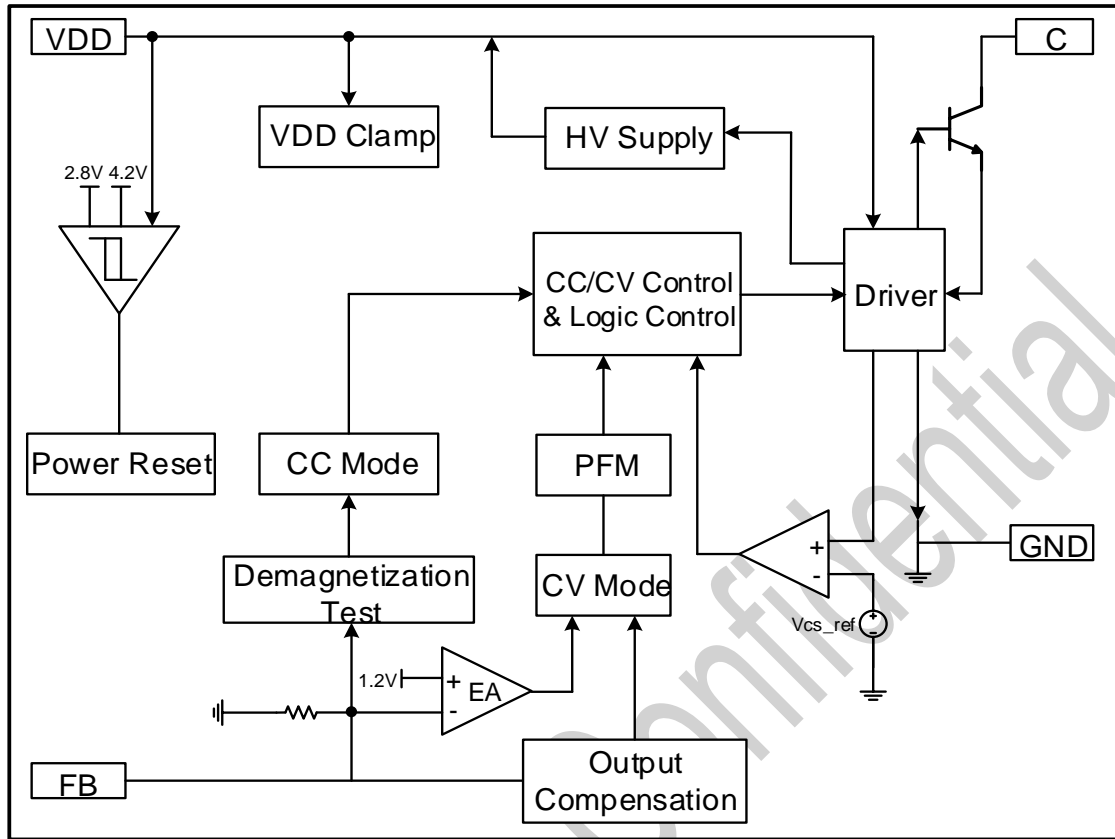 VDD
C
VDD Clamp
HV Supply
2.8V 4.2V
CC/CV Control
& Logic Control
Driver
Power Reset
CC Mode
PFM
+
-
GND
Demagnetization
Test
CV Mode
Vcs_ref
+
-
1.2V
+
EA
-
FB
Output
Compensation
Confidential